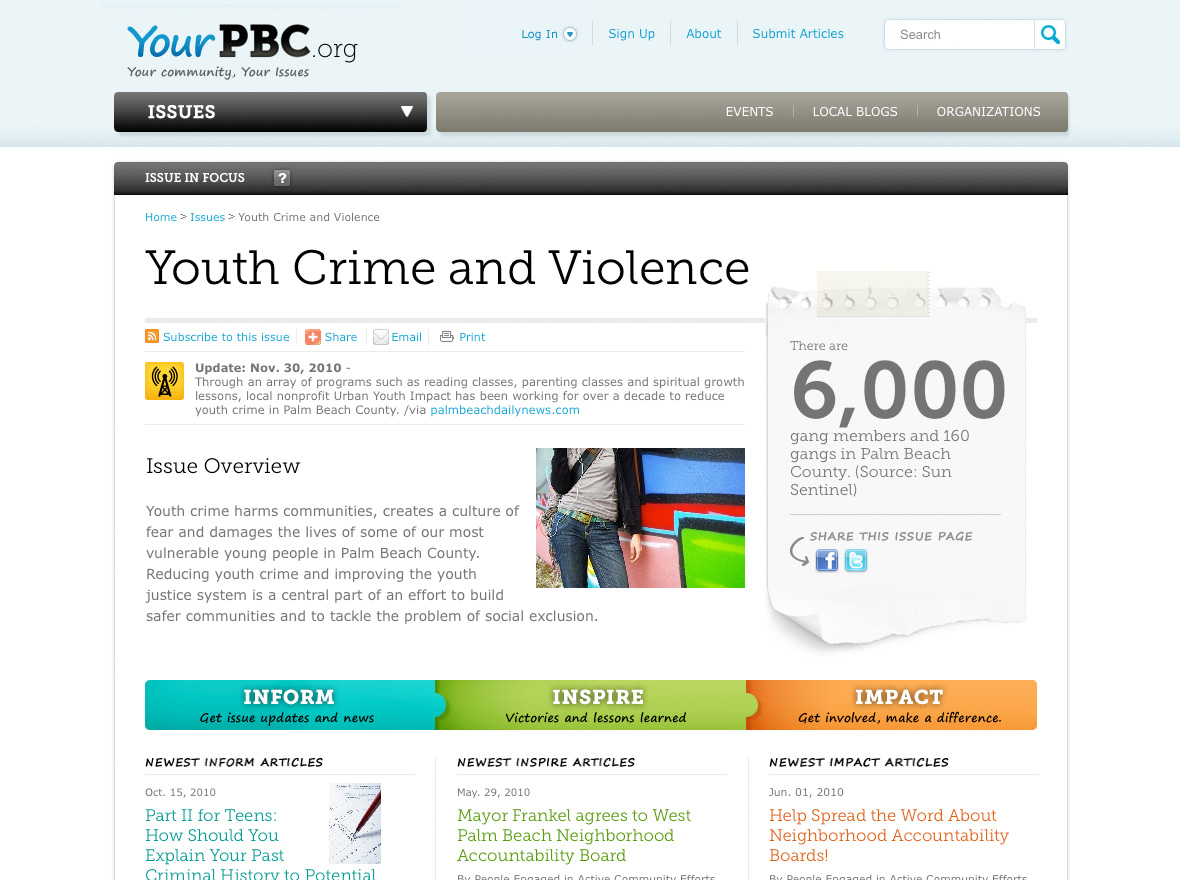 YourPBC.org
Your community, Your Issues
Log In
Sign Up
About
Submit Articles
Search
ISSUES
EVENTS
LOCAL BLOGS
ORGANIZATIONS
ISSUE IN FOCUS ?
Home > Issues > Youth Crime and Violence
Youth Crime and Violence
Subscribe to this issue
Share
Email
Print
Update: Nov. 30, 2010 -
Through an array of programs such as reading classes, parenting classes and spiritual growth
lessons, local nonprofit Urban Youth Impact has been working for over a decade to reduce
youth crime in Palm Beach County. /via palmbeachdailynews.com
Issue Overview
Youth crime harms communities, creates a culture of
fear and damages the lives of some of our most
vulnerable young people in Palm Beach County.
Reducing youth crime and improving the youth
justice system is a central part of an effort to build
safer communities and to tackle the problem of social exclusion.
There are
6,000
gang members and 160
gangs in Palm Beach
County. (Source: Sun
Sentinel)
SHARE THIS ISSUE PAGE
INFORM
Get issue updates and news
INSPIRE
Victories and lessons learned
IMPACT
Get involved, make a difference.
NEWEST INFORM ARTICLES
Oct. 15, 2010
Part II for Teens:
How Should You
Explain Your Past
Criminal History to Potential
NEWEST INSPIRE ARTICLES
May. 29, 2010
Mayor Frankel agrees to West
Palm Beach Neighborhood
Accountability Board
By People Engaged in Active Community Efforts
NEWEST IMPACT ARTICLES
Jun. 01, 2010
Help Spread the Word About
Neighborhood Accountability
Boards!
By People Engaged in Active Community Efforts